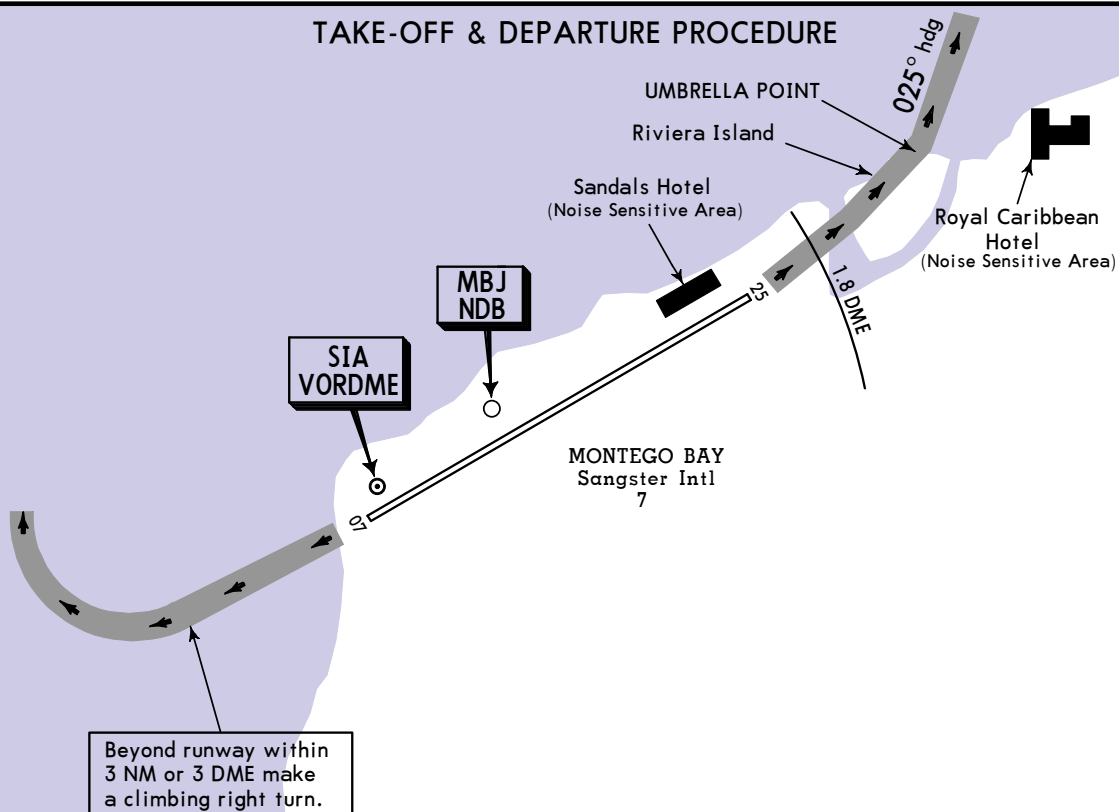 TAKE-OFF & DEPARTURE PROCEDURE
025° hdg
UMBRELLA POINT
Riviera Island
Sandals Hotel
(Noise Sensitive Area)
Royal Caribbean
Hotel
(Noise Sensitive Area)
MBJ
NDB
25
1.8 DME
SIA
VORDME
MONTEGO BAY
Sangster Intl
7
07
Beyond runway within
3 NM or 3 DME make
a climbing right turn.